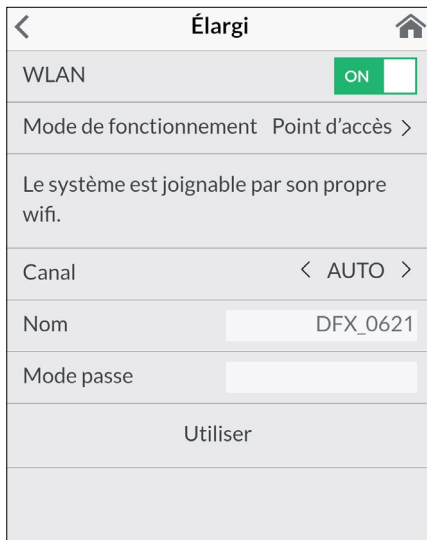 Élargi
WLAN ON
Mode de fonctionnement Point d’accès
Le système est joignable par son propre
wifi.
Canal AUTO
Nom DFX_0621
Mode passe
Utiliser